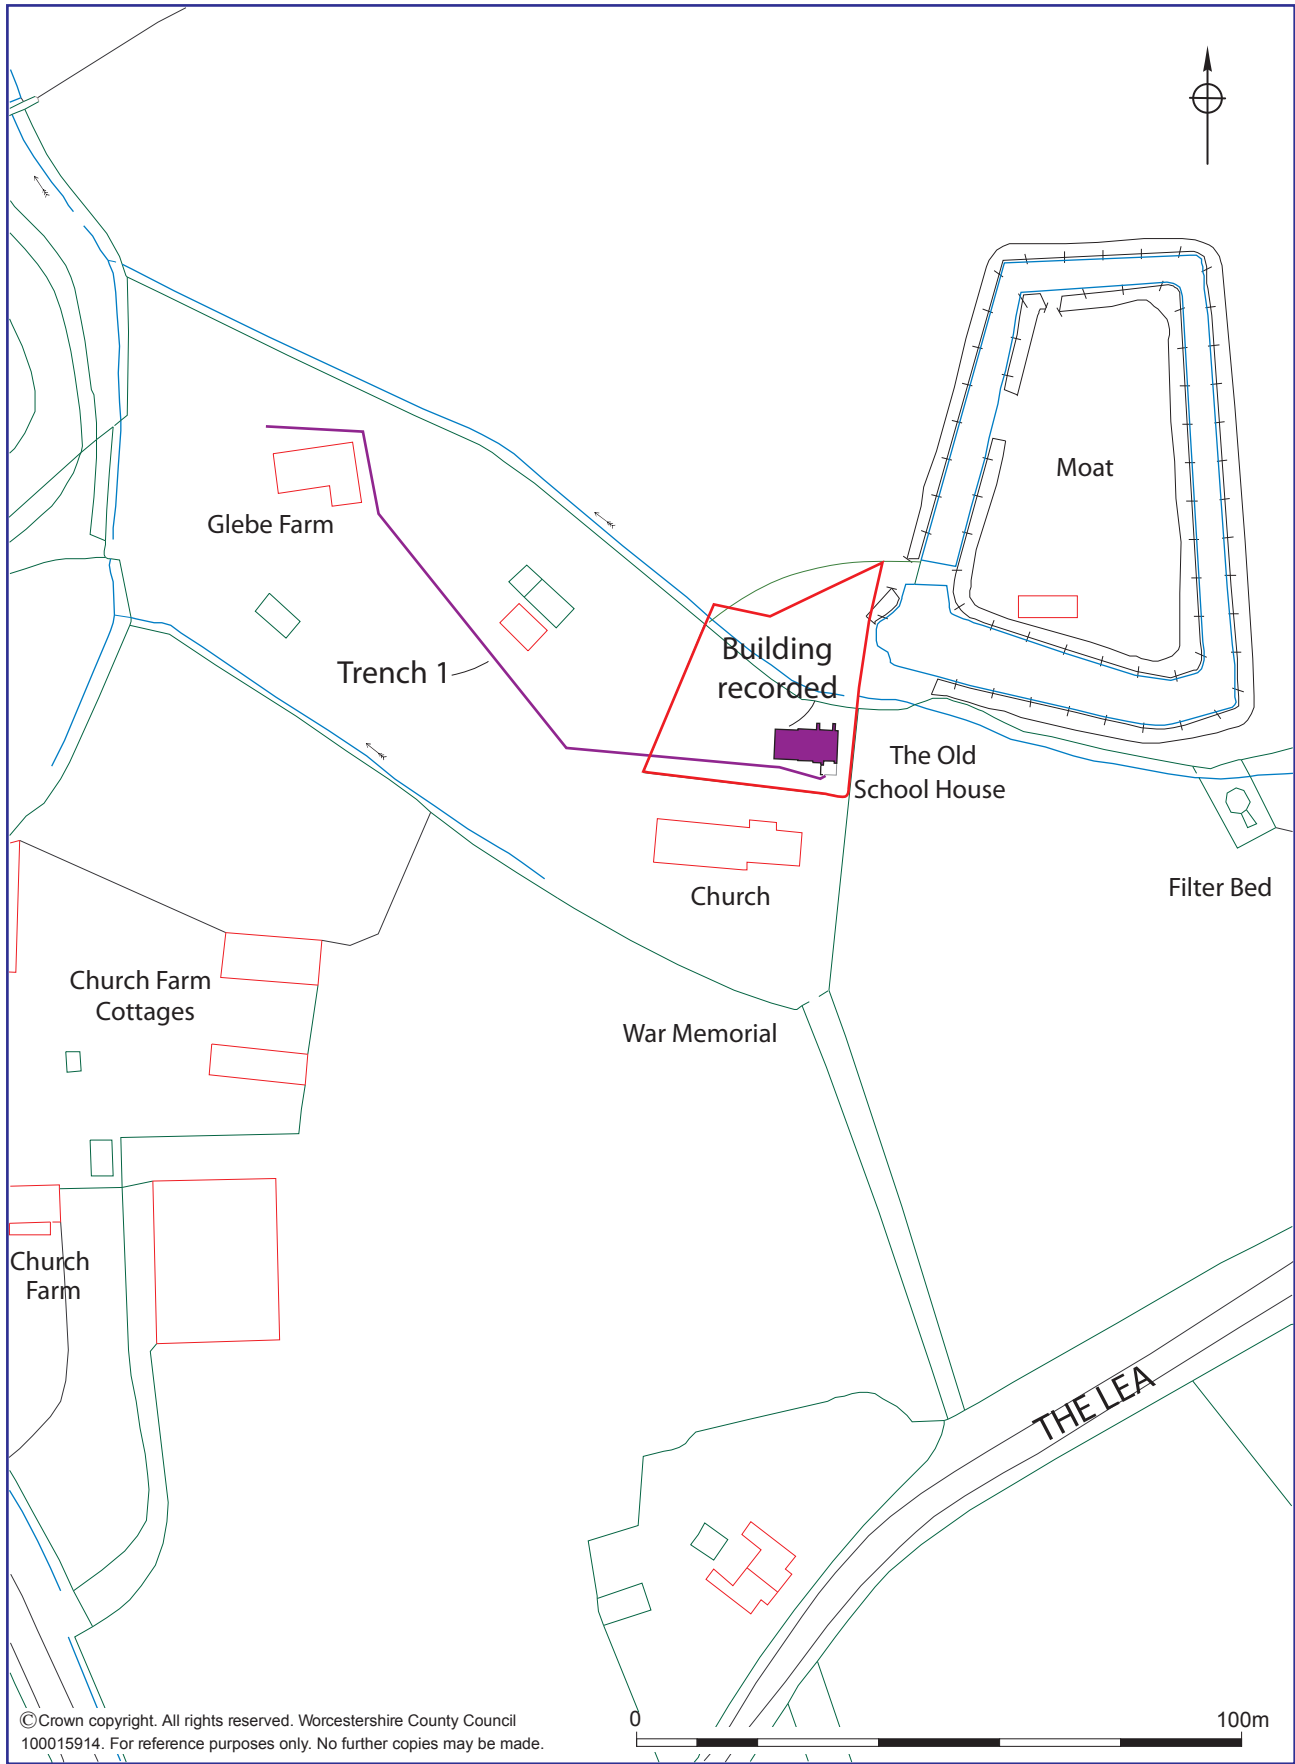 Moat
Glebe Farm
Building
recorded
Trench 1
The Old
School House
Church
Filter Bed
Church Farm
Cottages
War Memorial
Church
Farm
THE LEA
©Crown copyright. All rights reserved. Worcestershire County Council
100015914. For reference purposes only. No further copies may be made.
0
100m